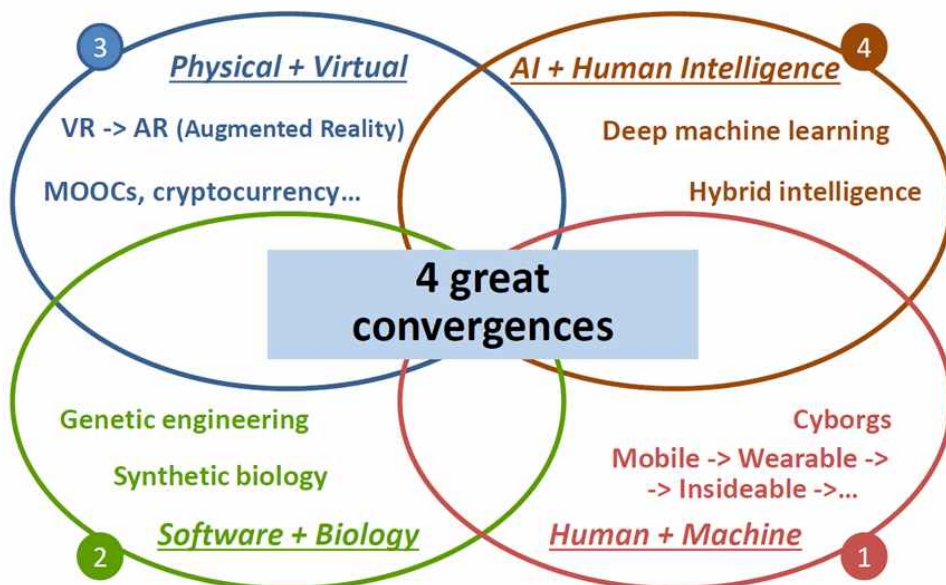 3
Physical + Virtual
VR -> AR (Augmented Reality)
MOOCs, cryptocurrency...
4
AI + Human Intelligence
Deep machine learning
Hybrid intelligence
4 great
convergences
Genetic engineering
Synthetic biology
Software + Biology
2
Cyborgs
Mobile -> Wearable ->
-> Insideable ->...
Human + Machine
1